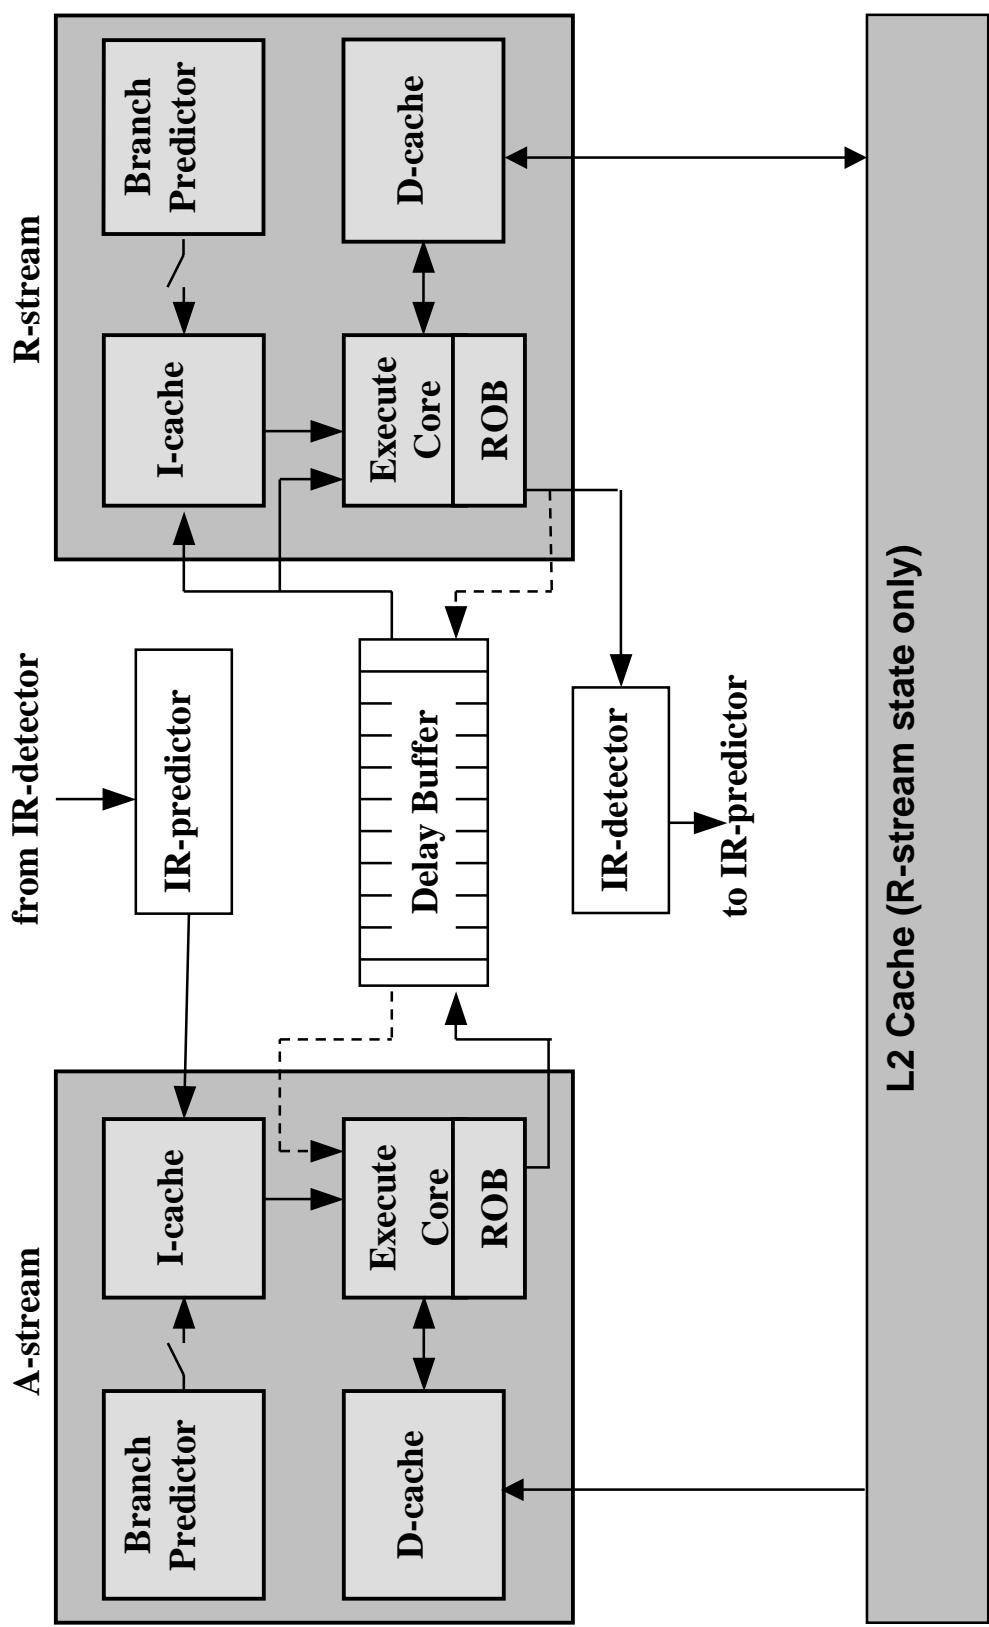 A-stream
R-stream
from IR-detector
Branch
Predictor
I-cache
IR-predictor
I-cache
Branch
Predictor
D-cache
Execute
Core
ROB
Delay Buffer
Execute
Core
ROB
D-cache
IR-detector
to IR-predictor
L2 Cache (R-stream state only)